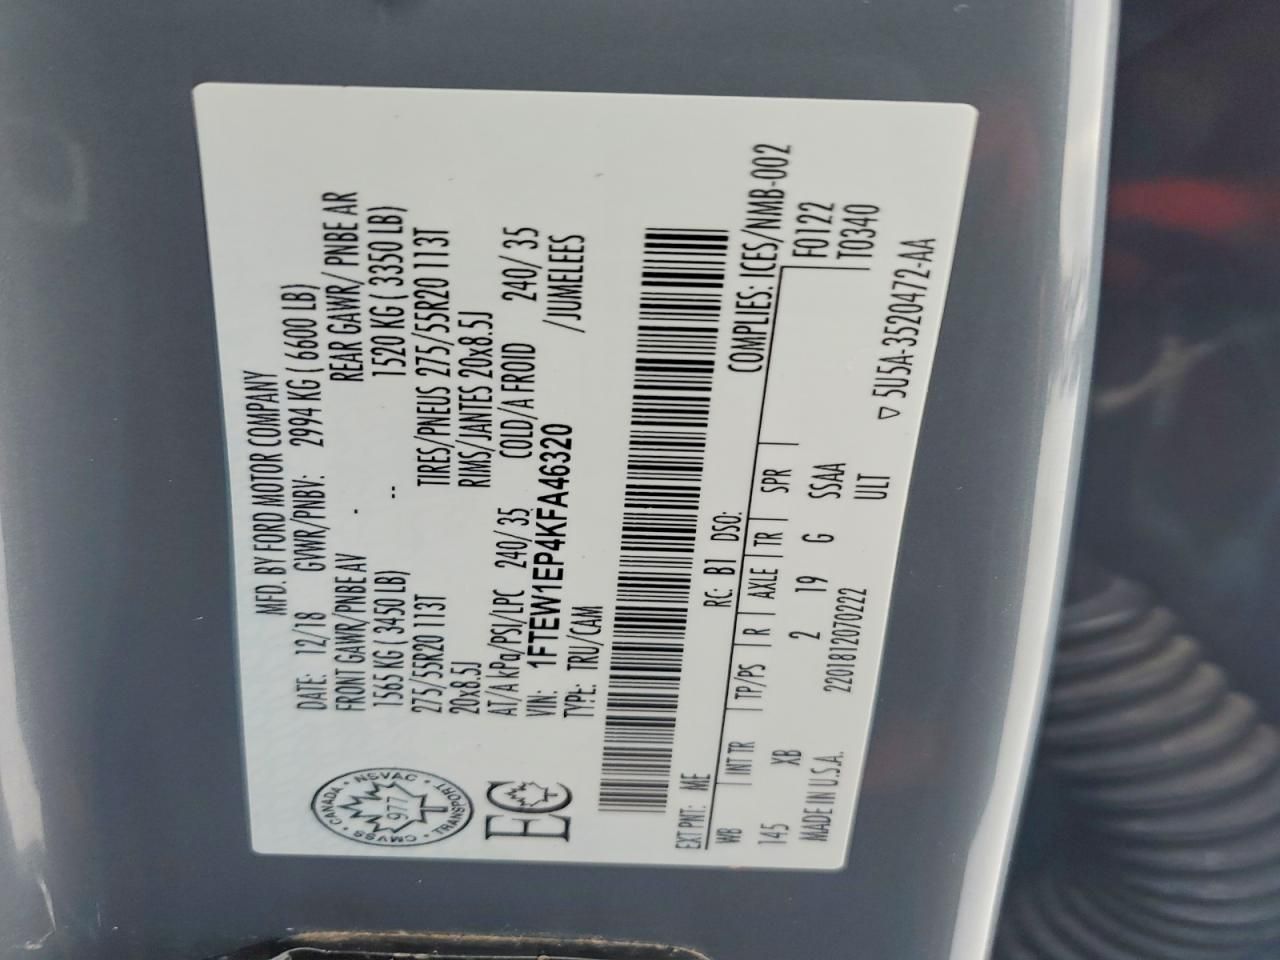 MFD. BY FORD MOTOR COMPANY
DATE: 12/18 GVWR/PNBV: 2994 KG ( 6600 LB)
FRONT GAWR/PNBE AV REAR GAWR/ PNBE AR
1565 KG 3450 LB) 1520 KG ( 3350 LB)
275/55R20 113T TIRES/PNEUS 275/55R20 113T
20x8.5J RIMS/JANTES 20x8.5J
AT/A kPa/PSI/LPC 240/ 35 COLD/A FROID 240/ 35
VIN: 1FTEW1EP4KFA46320 /JUMELEES
TYPE: TRU/CAM
CANADA · NSVAC · TRANSPORT · CMVSS
977
T
EC
EXT PNT: ME RC: B1 DSO: COMPLIES: ICES/NMB-002
WB INT TR TP/PS R AXLE TR SPR F0122
145 XB 2 19 G SSAA T0340
MADE IN U.S.A. 2201812070222 ULT
▽ 5U5A-3520472-AA